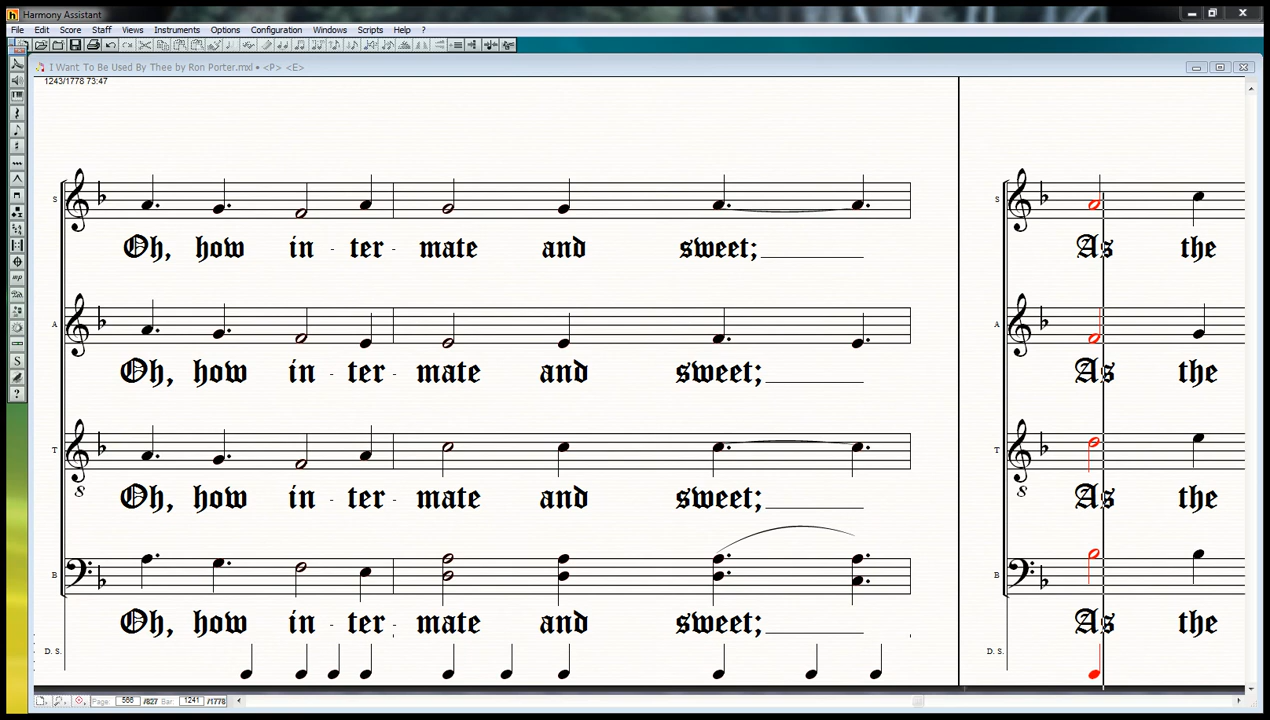 Harmony Assistant
File Edit Score Staff Windows Instruments Options Configuration Windows Scripts Help ?
I Want To Be Used By Thee by Ron Porter.mxl • <P> <E>
1243/1778 73:47
S
S
Oh, how in - ter - mate and sweet;
As the
A
A
Oh, how in - ter - mate and sweet;
As the
T
T
8
8
Oh, how in - ter - mate and sweet;
As the
B
B
Oh, how in - ter - mate and sweet;
As the
D. S.
D. S.
Page: 566 /827 Bar: 1241 /1778